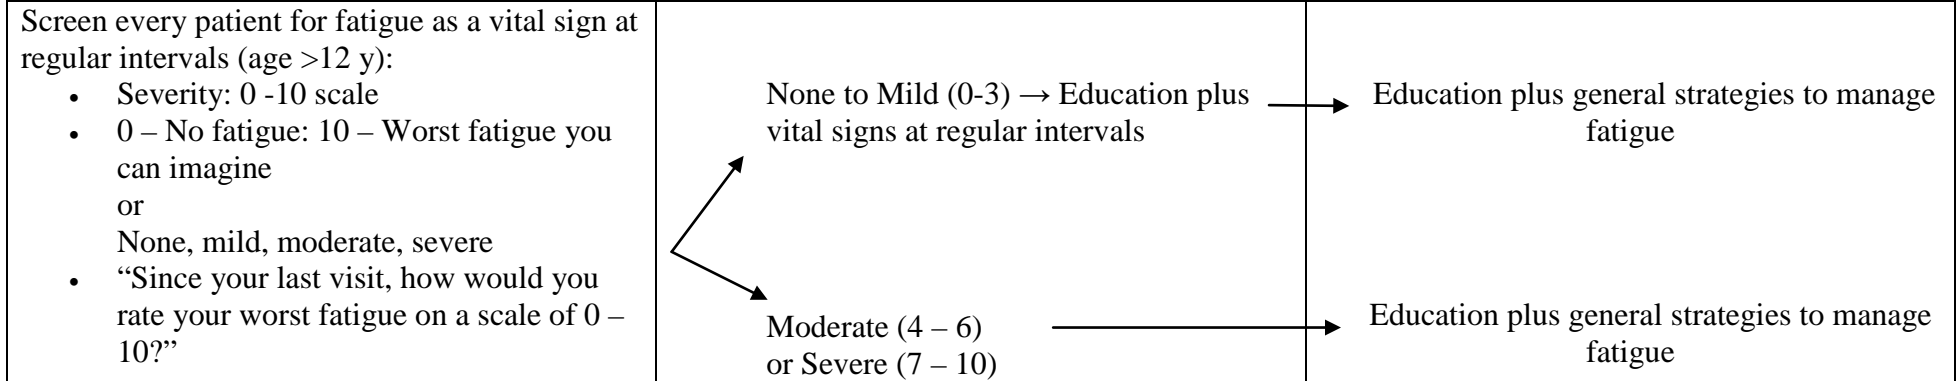 Screen every patient for fatigue as a vital sign at
regular intervals (age >12 y):
• Severity: 0 -10 scale
• 0 – No fatigue: 10 – Worst fatigue you
can imagine
or
None, mild, moderate, severe
• “Since your last visit, how would you
rate your worst fatigue on a scale of 0 –
10?”
None to Mild (0-3) → Education plus
vital signs at regular intervals
Moderate (4 – 6)
or Severe (7 – 10)
Education plus general strategies to manage
fatigue
Education plus general strategies to manage
fatigue